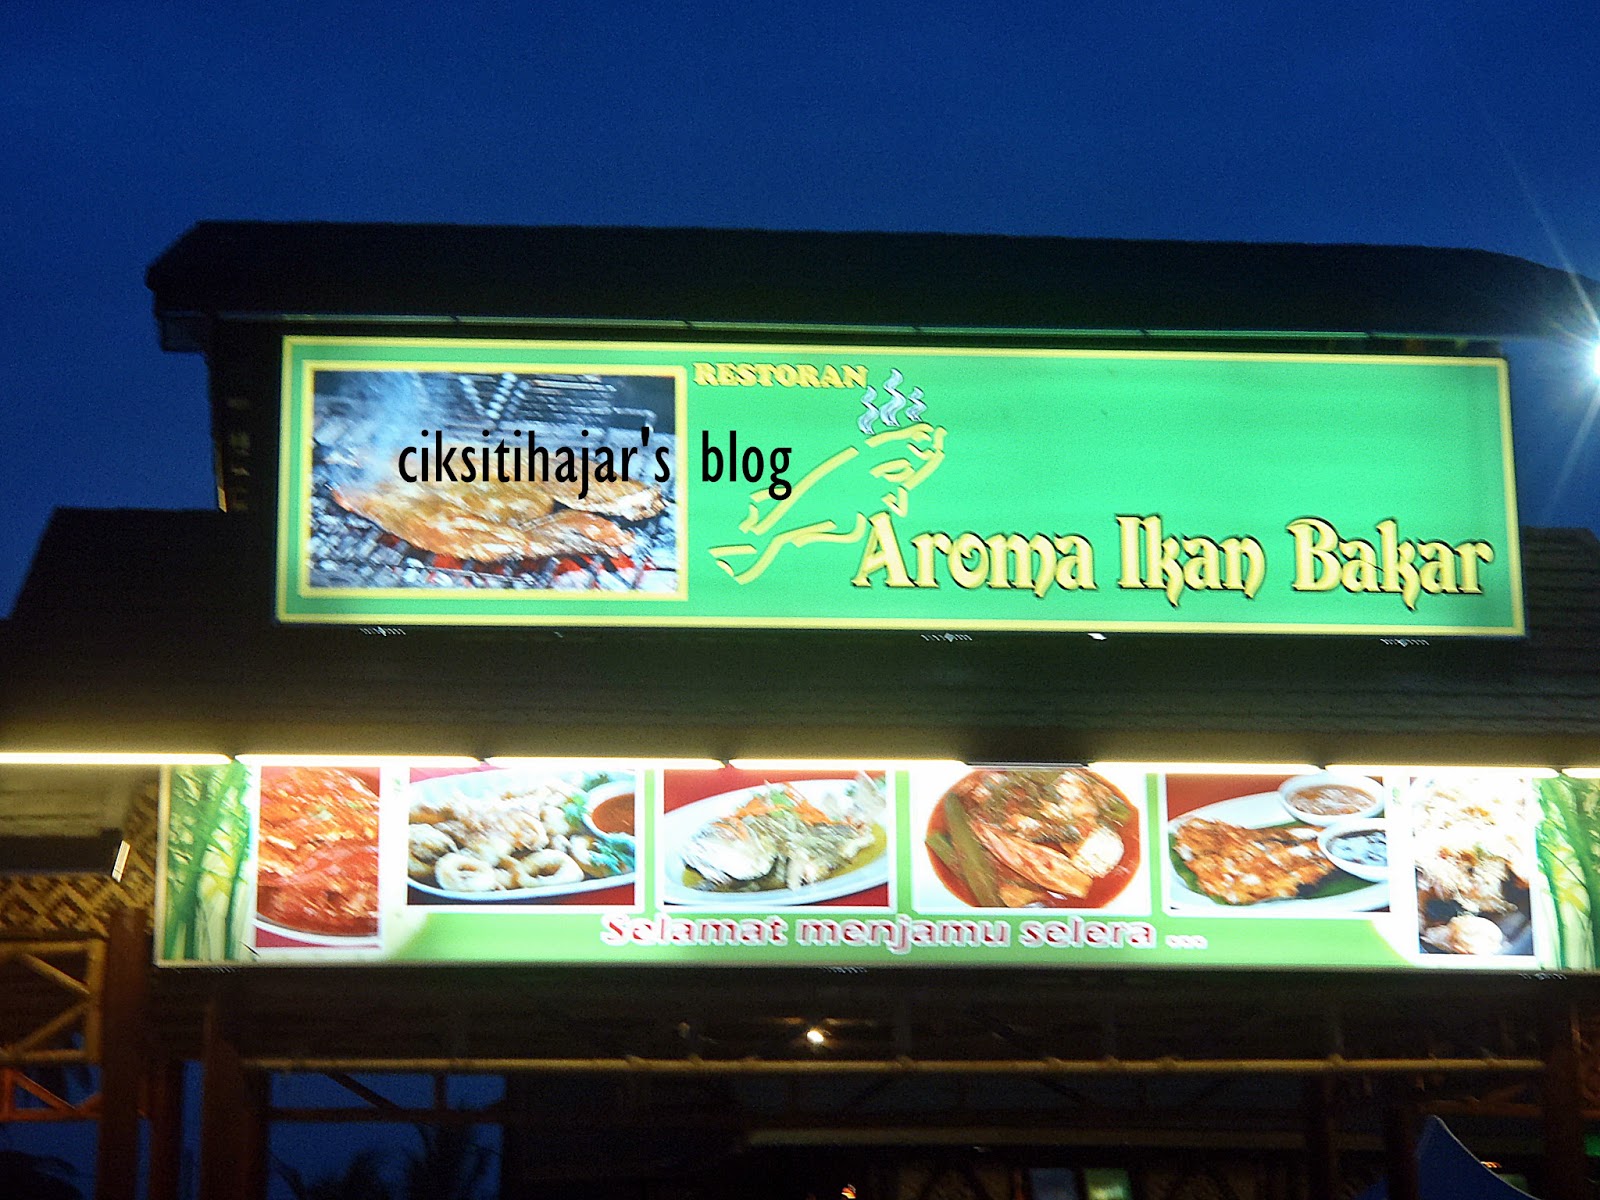 RESTORAN
ciksitihajar's blog
Aroma Ikan Bakar
Selamat menjamu selera ...